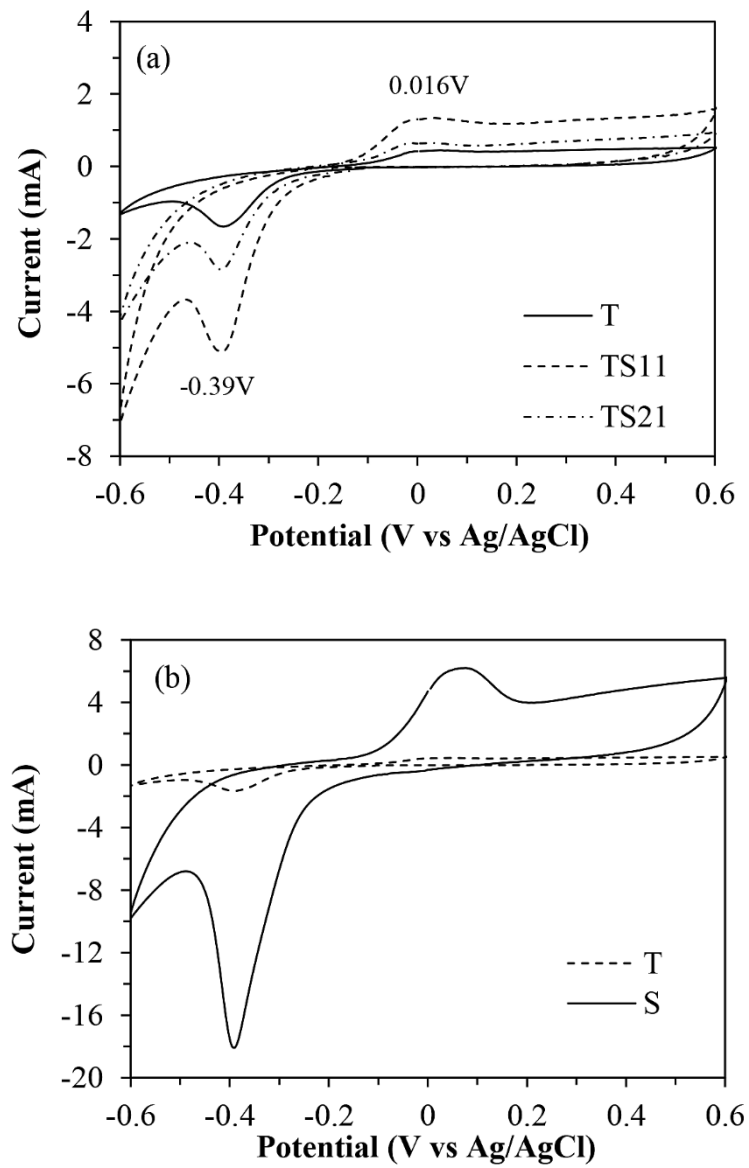 (a)
4
2
0
-2
-4
-6
-8
Current (mA)
0.016V
-0.39V
T
TS11
TS21
-0.6 -0.4 -0.2 0 0.2 0.4 0.6
Potential (V vs Ag/AgCl)
(b)
8
4
0
-4
-8
-12
-16
-20
Current (mA)
T
S
-0.6 -0.4 -0.2 0 0.2 0.4 0.6
Potential (V vs Ag/AgCl)